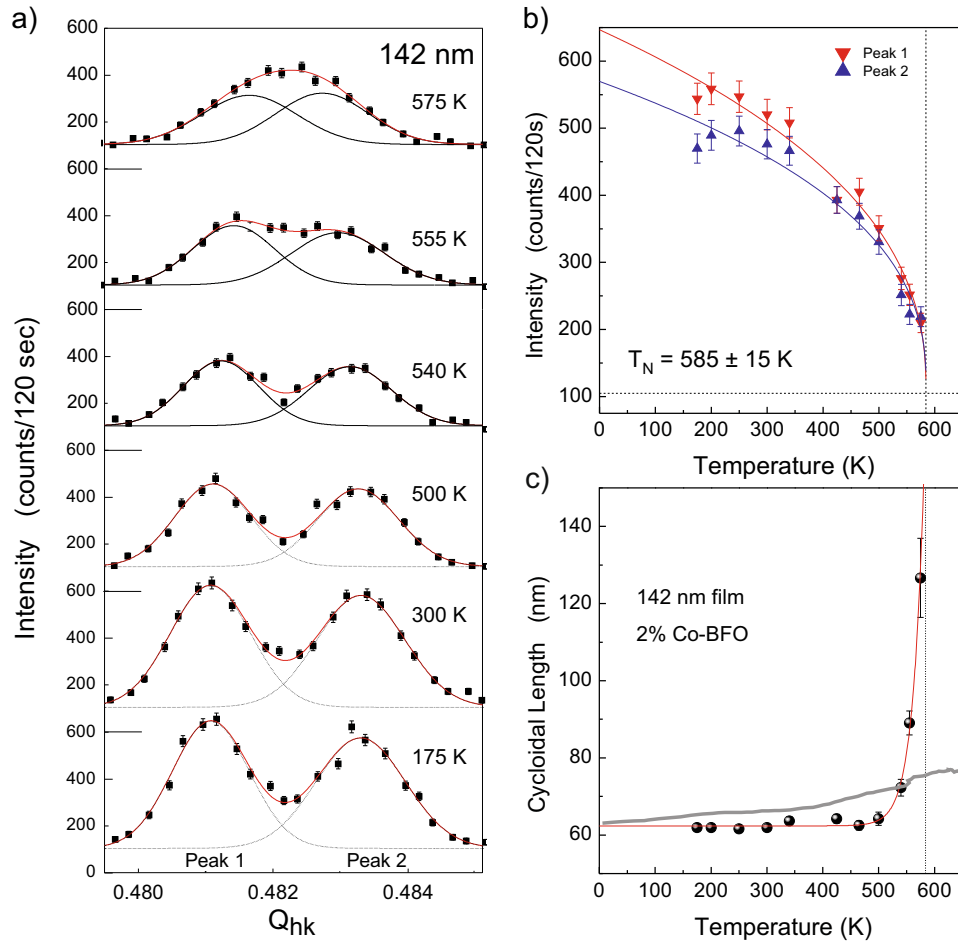 a)
142 nm
575 K
600
400
200
555 K
600
400
200
540 K
600
400
200
500 K
600
400
200
300 K
600
400
200
175 K
600
400
200
0
Peak 1
Peak 2
0.480
0.482
0.484
Qhk
Intensity (counts/120 sec)
b)
Peak 1
Peak 2
TN = 585 ± 15 K
600
500
400
300
200
100
0
100
200
300
400
500
600
Temperature (K)
Intensity (counts/120s)
c)
142 nm film
2% Co-BFO
140
120
100
80
60
0
100
200
300
400
500
600
Temperature (K)
Cycloidal Length (nm)